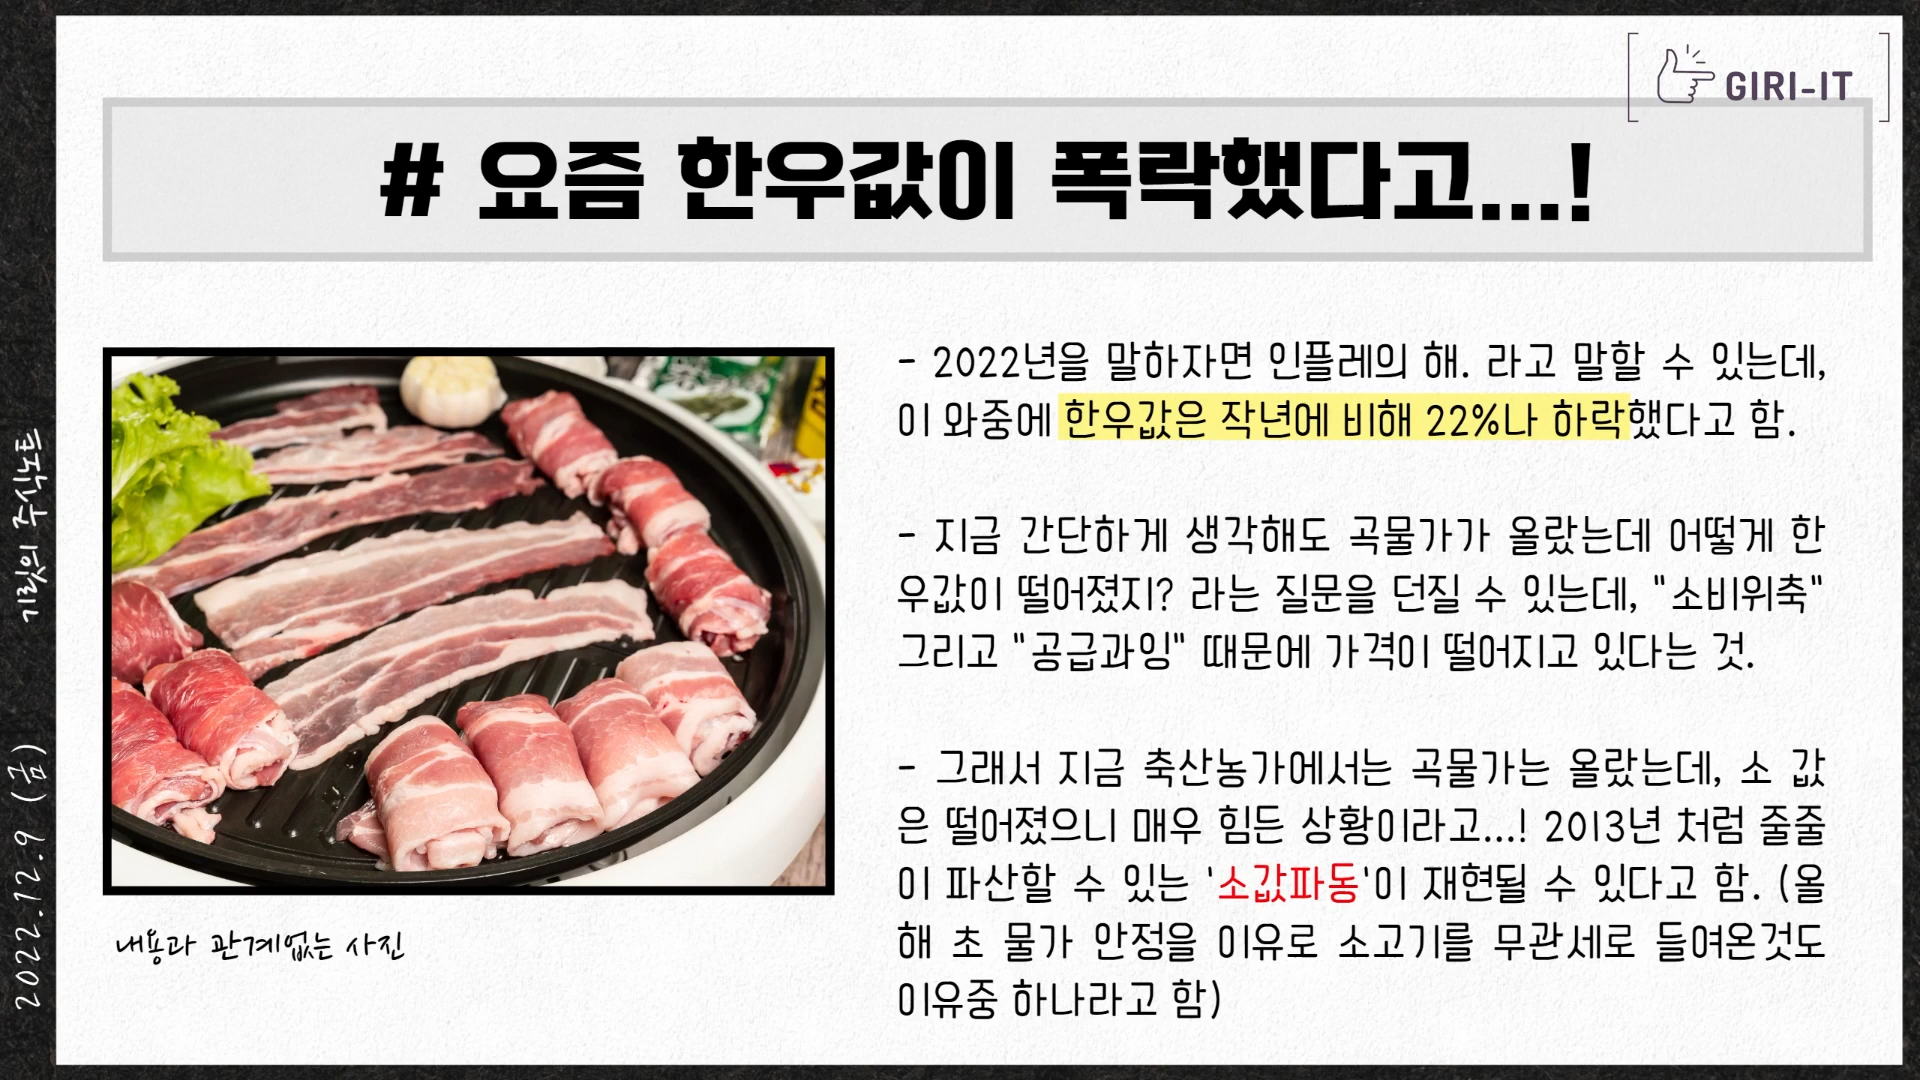 GIRI-IT
# 요즘 한우값이 폭락했다고...!
- 2022년을 말하자면 인플레의 해. 라고 말할 수 있는데,
이 와중에 한우값은 작년에 비해 22%나 하락했다고 함.
- 지금 간단하게 생각해도 곡물가가 올랐는데 어떻게 한
우값이 떨어졌지? 라는 질문을 던질 수 있는데, "소비위축"
그리고 "공급과잉" 때문에 가격이 떨어지고 있다는 것.
- 그래서 지금 축산농가에서는 곡물가는 올랐는데, 소 값
은 떨어졌으니 매우 힘든 상황이라고...! 2013년 처럼 줄줄
이 파산할 수 있는 '소값파동'이 재현될 수 있다고 함. (올
해 초 물가 안정을 이유로 소고기를 무관세로 들여온것도
이유중 하나라고 함)
내용과 관계없는 사진
2022.12.9 (금)
기릿의 주식노트